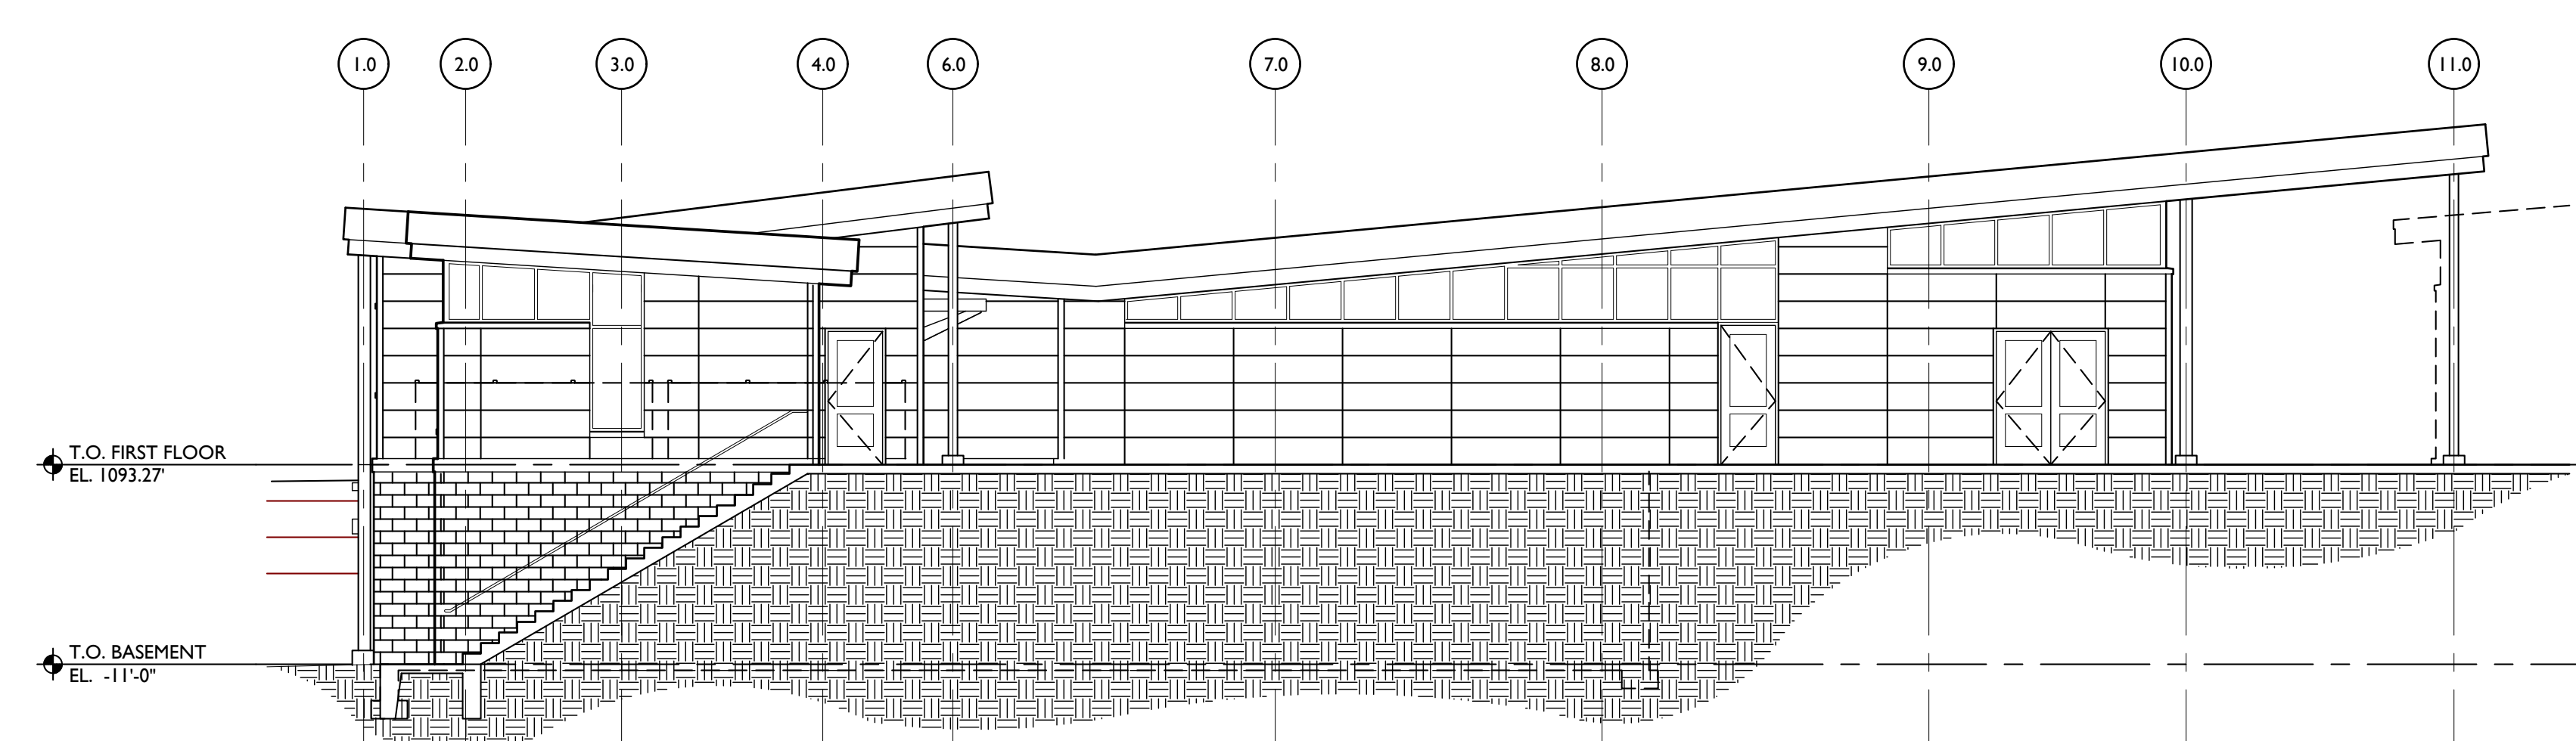 1.0 2.0 3.0 4.0 6.0 7.0 8.0 9.0 10.0 11.0
T.O. FIRST FLOOR
EL. 1093.27'
T.O. BASEMENT
EL. -11'-0"